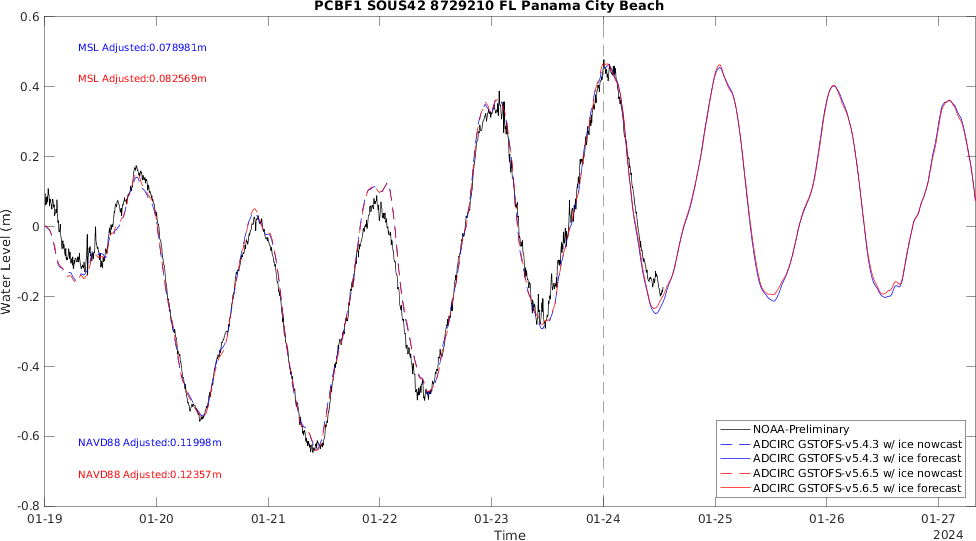 PCBF1 SOUS42 8729210 FL Panama City Beach
0.6
0.4
0.2
0
-0.2
-0.4
-0.6
-0.8
Water Level (m)
MSL Adjusted:0.078981m
MSL Adjusted:0.082569m
NAVD88 Adjusted:0.11998m
NAVD88 Adjusted:0.12357m
NOAA-Preliminary
ADCIRC GSTOFS-v5.4.3 w/ ice nowcast
ADCIRC GSTOFS-v5.4.3 w/ ice forecast
ADCIRC GSTOFS-v5.6.5 w/ ice nowcast
ADCIRC GSTOFS-v5.6.5 w/ ice forecast
01-19 01-20 01-21 01-22 01-23 01-24 01-25 01-26 01-27
Time
2024